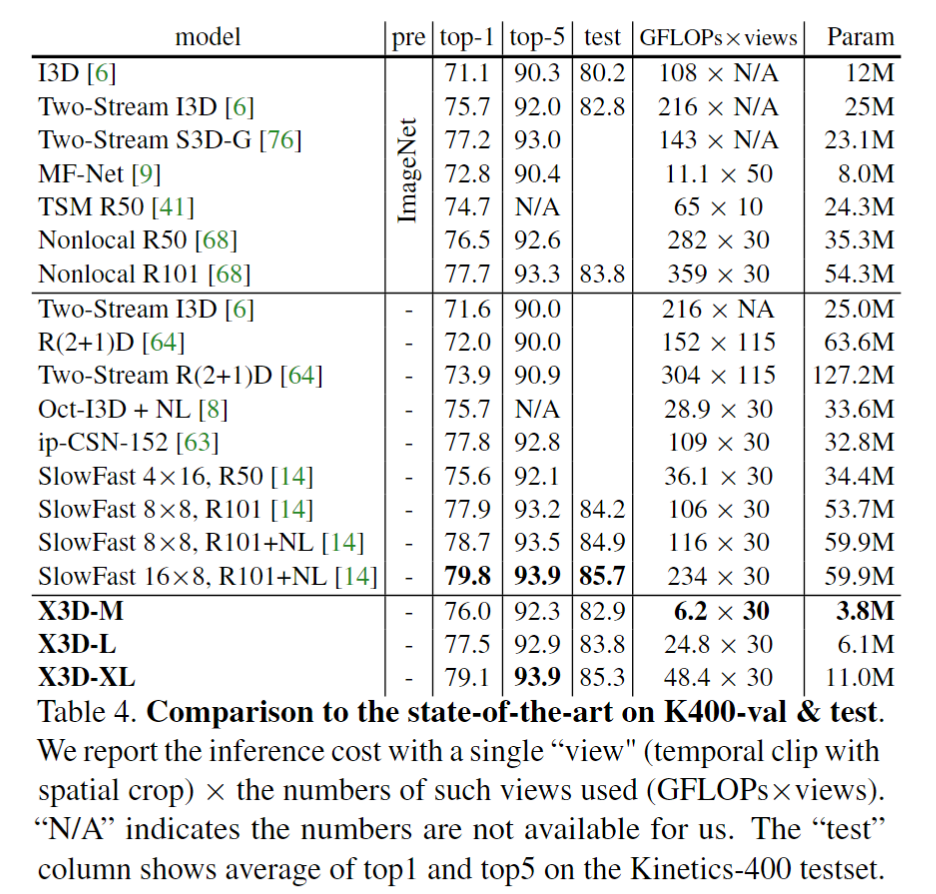 model pre top-1 top-5 test GFLOPs×views Param
I3D [6] 71.1 90.3 80.2 108 × N/A 12M
Two-Stream I3D [6] 75.7 92.0 82.8 216 × N/A 25M
Two-Stream S3D-G [76] 77.2 93.0 143 × N/A 23.1M
MF-Net [9] 72.8 90.4 11.1 × 50 8.0M
TSM R50 [41] 74.7 N/A 65 × 10 24.3M
Nonlocal R50 [68] 76.5 92.6 282 × 30 35.3M
Nonlocal R101 [68] 77.7 93.3 83.8 359 × 30 54.3M
ImageNet
Two-Stream I3D [6] - 71.6 90.0 216 × NA 25.0M
R(2+1)D [64] - 72.0 90.0 152 × 115 63.6M
Two-Stream R(2+1)D [64] - 73.9 90.9 304 × 115 127.2M
Oct-I3D + NL [8] - 75.7 N/A 28.9 × 30 33.6M
ip-CSN-152 [63] - 77.8 92.8 109 × 30 32.8M
SlowFast 4×16, R50 [14] - 75.6 92.1 36.1 × 30 34.4M
SlowFast 8×8, R101 [14] - 77.9 93.2 84.2 106 × 30 53.7M
SlowFast 8×8, R101+NL [14] - 78.7 93.5 84.9 116 × 30 59.9M
SlowFast 16×8, R101+NL [14] - 79.8 93.9 85.7 234 × 30 59.9M
X3D-M - 76.0 92.3 82.9 6.2 × 30 3.8M
X3D-L - 77.5 92.9 83.8 24.8 × 30 6.1M
X3D-XL - 79.1 93.9 85.3 48.4 × 30 11.0M
Table 4. Comparison to the state-of-the-art on K400-val & test.
We report the inference cost with a single “view" (temporal clip with
spatial crop) × the numbers of such views used (GFLOPs×views).
“N/A” indicates the numbers are not available for us. The “test”
column shows average of top1 and top5 on the Kinetics-400 testset.